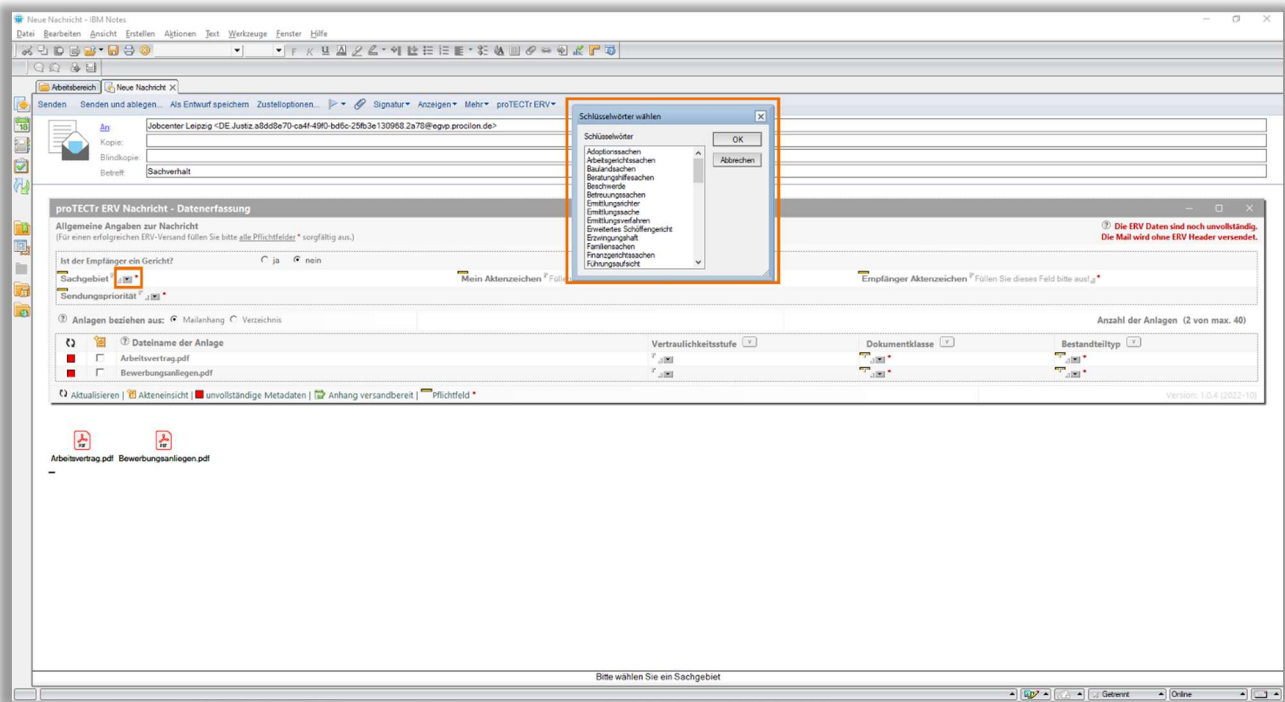 Neue Nachricht - IBM Notes
Datei Bearbeiten Ansicht Erstellen Aktionen Text Werkzeuge Fenster Hilfe
Arbeitsbereich Neue Nachricht
Senden Senden und ablegen... Als Entwurf speichern Zustelloptionen... Signatur Anzeigen Mehr proTECTr ERV
An: Jobcenter Leipzig <DE.Justiz.a8dd8e70-ca4f-49f0-bd6c-25fb3e130968.2a78@egvp.procilon.de>
Kopie:
Blindkopie:
Betreff: Sachverhalt
Schlüsselwörter wählen
Schlüsselwörter
OK
Abbrechen
Adoptionssachen
Arbeitsgerichtssachen
Baulandsachen
Beratungshilfesachen
Beschwerde
Betreuungssachen
Ermittlungsrichter
Ermittlungssache
Ermittlungsverfahren
Erweitertes Schöffengericht
Erzwingungshaft
Familiensachen
Finanzgerichtssachen
Führungsaufsicht
proTECTr ERV Nachricht - Datenerfassung
Allgemeine Angaben zur Nachricht
(Für einen erfolgreichen ERV-Versand füllen Sie bitte alle Pflichtfelder * sorgfältig aus.)
Die ERV Daten sind noch unvollständig.
Die Mail wird ohne ERV Header versendet.
Ist der Empfänger ein Gericht? ja nein
Sachgebiet * Mein Aktenzeichen Empfänger Aktenzeichen Füllen Sie dieses Feld bitte aus! *
Sendungspriorität *
Anlagen beziehen aus: Mailanhang Verzeichnis Anzahl der Anlagen (2 von max. 40)
Dateiname der Anlage Vertraulichkeitsstufe Dokumentklasse Bestandteiltyp
Arbeitsvertrag.pdf * *
Bewerbungsanliegen.pdf * *
Aktualisieren | Akteneinsicht | unvollständige Metadaten | Anhang versandbereit | Pflichtfeld * Version: 1.0.4 (2022-10)
Arbeitsvertrag.pdf Bewerbungsanliegen.pdf
Bitte wählen Sie ein Sachgebiet
Getrennt Online